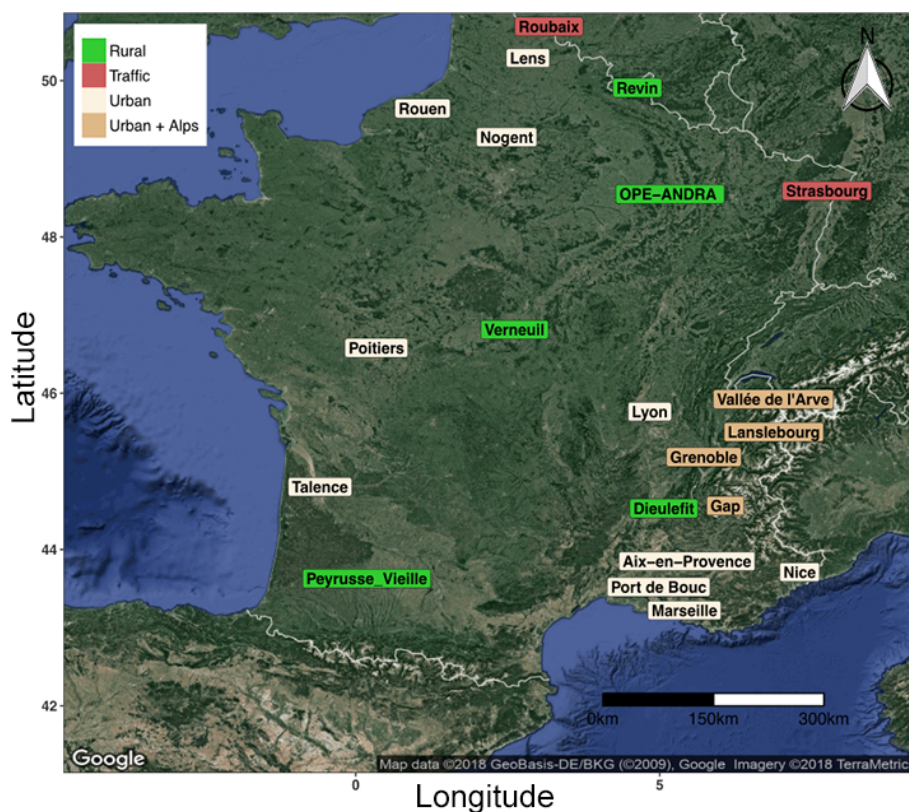 Rural
Traffic
Urban
Urban + Alps
N
Roubaix
Lens
Revin
Rouen
Nogent
OPE−ANDRA
Strasbourg
Verneuil
Poitiers
Vallée de l'Arve
Lyon
Lanslebourg
Grenoble
Talence
Dieulefit
Gap
Aix−en−Provence
Peyrusse_Vieille
Nice
Port de Bouc
Marseille
50
48
46
44
42
Latitude
0km
150km
300km
Google
Map data ©2018 GeoBasis-DE/BKG (©2009), Google Imagery ©2018 TerraMetric
0
5
Longitude